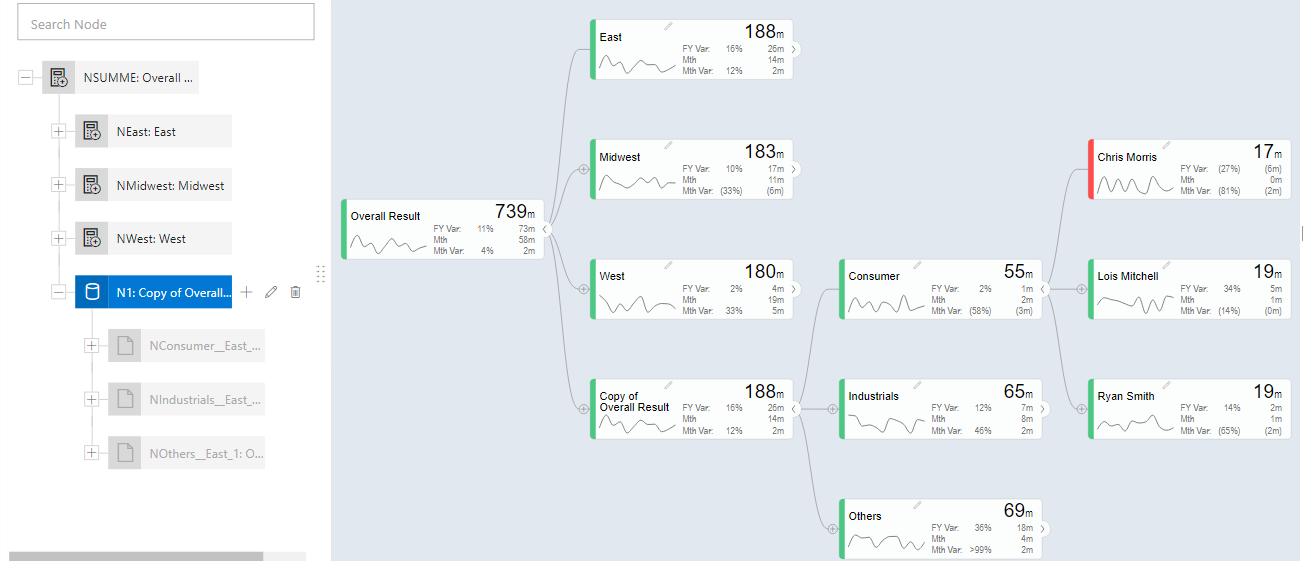 Search Node
NSUMME: Overall ...
NEast: East
NMidwest: Midwest
NWest: West
N1: Copy of Overall...
NConsumer__East_...
NIndustrials__East_...
NOthers__East_1: O...
Overall Result
739m
FY Var: 11% 73m
Mth 58m
Mth Var: 4% 2m
East
188m
FY Var: 16% 26m
Mth 14m
Mth Var: 12% 2m
Midwest
183m
FY Var: 10% 17m
Mth 11m
Mth Var: (33%) (6m)
West
180m
FY Var: 2% 4m
Mth 19m
Mth Var: 33% 5m
Copy of
Overall Result
188m
FY Var: 16% 26m
Mth 14m
Mth Var: 12% 2m
Consumer
55m
FY Var: 2% 1m
Mth 2m
Mth Var: (58%) (3m)
Industrials
65m
FY Var: 12% 7m
Mth 8m
Mth Var: 46% 2m
Others
69m
FY Var: 36% 18m
Mth 4m
Mth Var: >99% 2m
Chris Morris
17m
FY Var: (27%) (6m)
Mth 0m
Mth Var: (81%) (2m)
Lois Mitchell
19m
FY Var: 34% 5m
Mth 1m
Mth Var: (14%) (0m)
Ryan Smith
19m
FY Var: 14% 2m
Mth 1m
Mth Var: (65%) (2m)